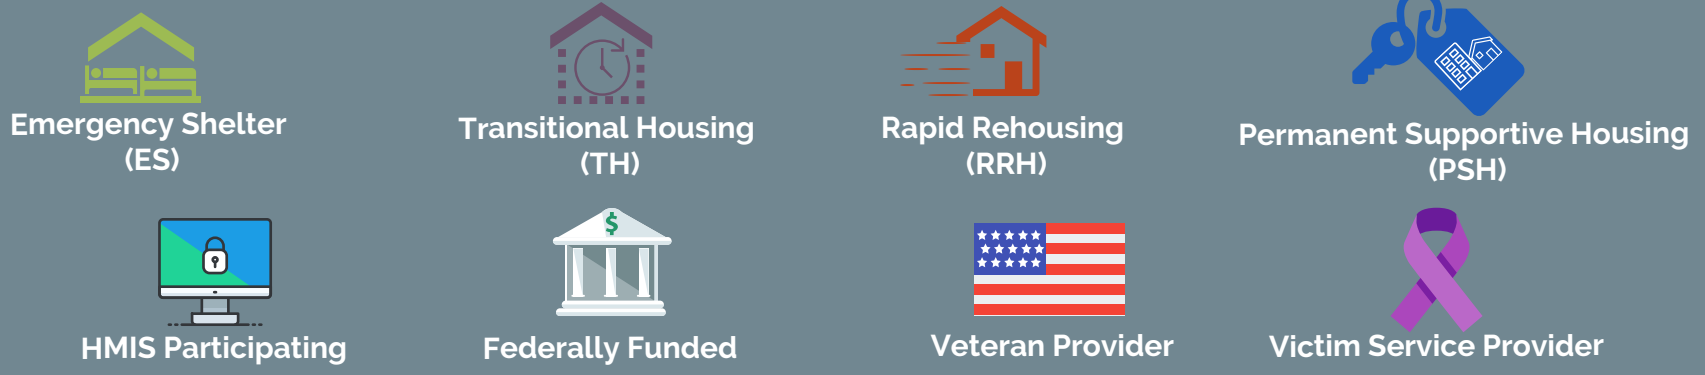 Emergency Shelter
(ES)
Transitional Housing
(TH)
Rapid Rehousing
(RRH)
Permanent Supportive Housing
(PSH)
$
HMIS Participating
Federally Funded
Veteran Provider
Victim Service Provider